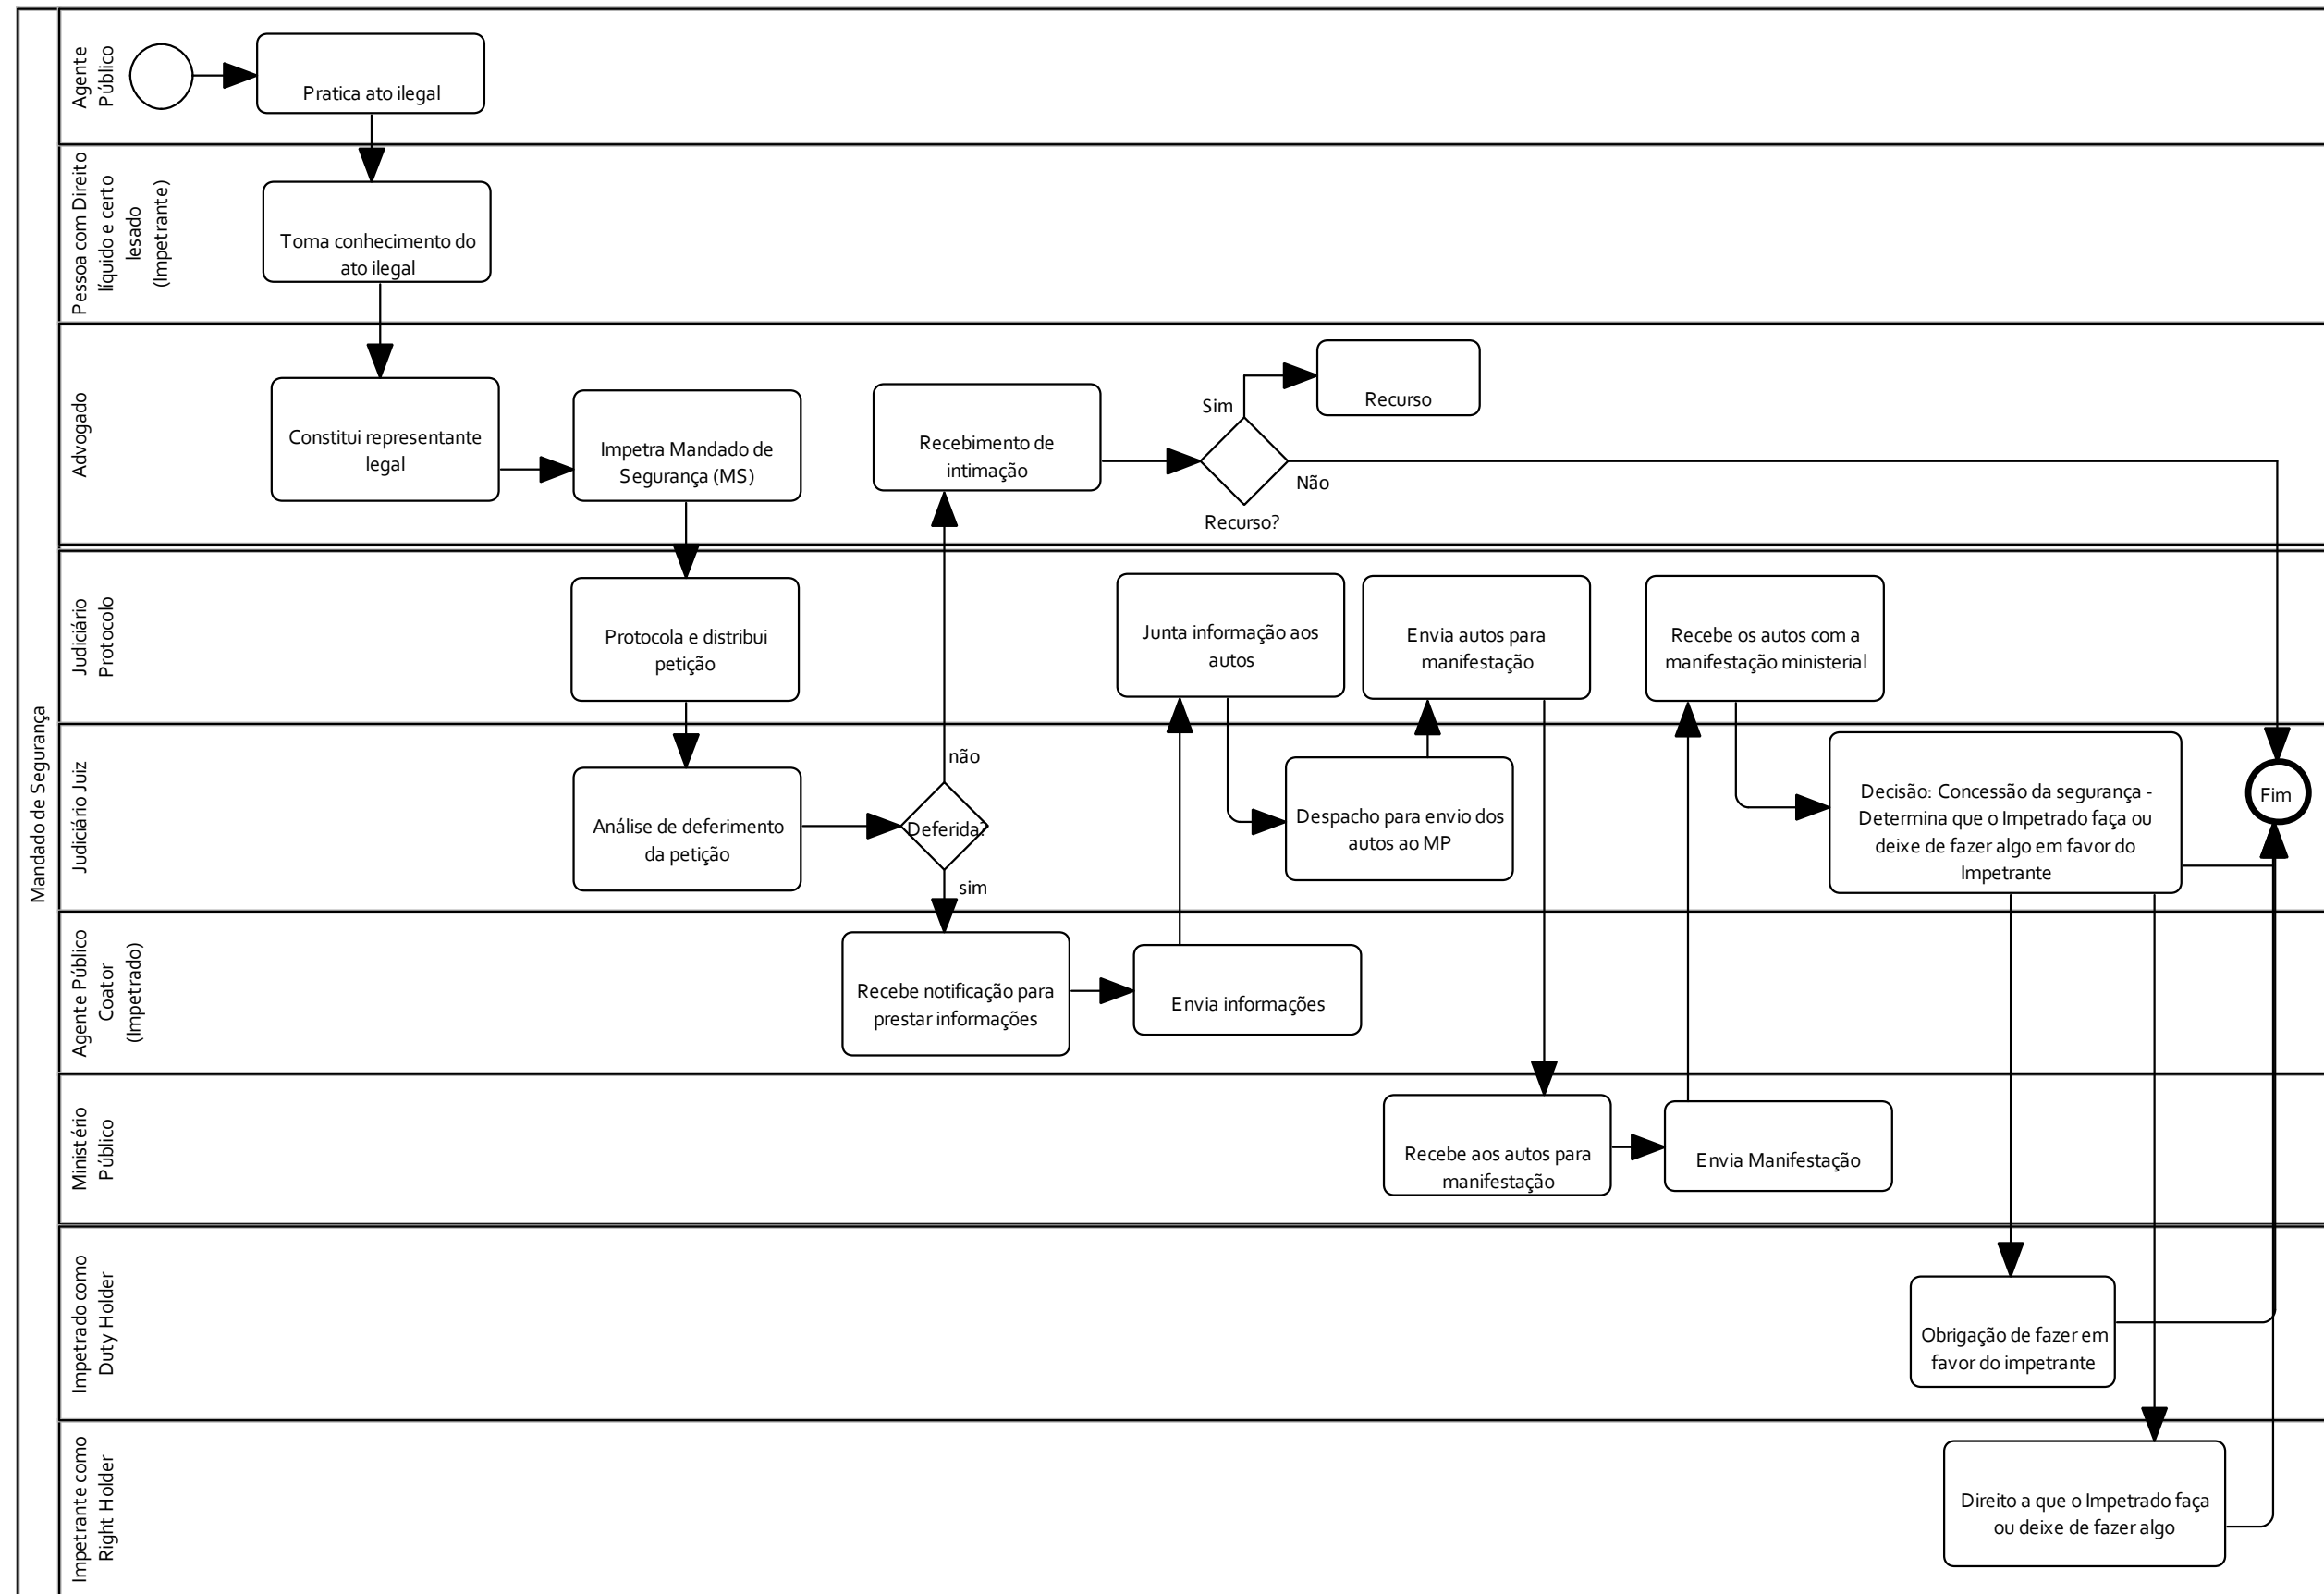 Mandado de Segurança
Agente
Público
Pratica ato ilegal
Pessoa com Direito
líquido e certo
lesado
(Impetrante)
Toma conhecimento do
ato ilegal
Advogado
Constitui representante
legal
Impetra Mandado de
Segurança (MS)
Recebimento de
intimação
Sim
Recurso
Não
Recurso?
Judiciário
Protocolo
Protocola e distribui
petição
Junta informação aos
autos
Envia autos para
manifestação
Recebe os autos com a
manifestação ministerial
Judiciário Juiz
Análise de deferimento
da petição
não
Deferida?
sim
Despacho para envio dos
autos ao MP
Decisão: Concessão da segurança -
Determina que o Impetrado faça ou
deixe de fazer algo em favor do
Impetrante
Fim
Agente Público
Coator
(Impetrado)
Recebe notificação para
prestar informações
Envia informações
Ministério
Público
Recebe aos autos para
manifestação
Envia Manifestação
Impetrado como
Duty Holder
Obrigação de fazer em
favor do impetrante
Impetrante como
Right Holder
Direito a que o Impetrado faça
ou deixe de fazer algo